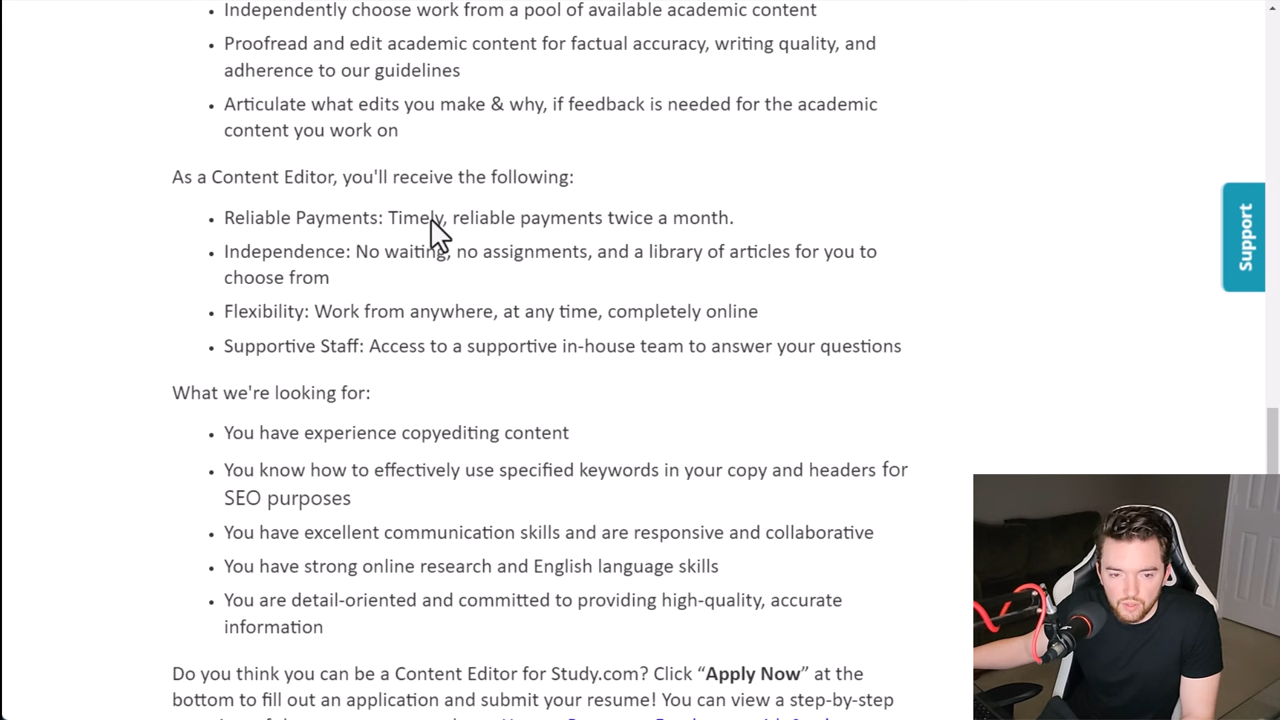 Independently choose work from a pool of available academic content
Proofread and edit academic content for factual accuracy, writing quality, and
adherence to our guidelines
Articulate what edits you make & why, if feedback is needed for the academic
content you work on
As a Content Editor, you'll receive the following:
Reliable Payments: Timely, reliable payments twice a month.
Independence: No waiting, no assignments, and a library of articles for you to
choose from
Flexibility: Work from anywhere, at any time, completely online
Supportive Staff: Access to a supportive in-house team to answer your questions
Support
What we're looking for:
You have experience copyediting content
You know how to effectively use specified keywords in your copy and headers for
SEO purposes
You have excellent communication skills and are responsive and collaborative
You have strong online research and English language skills
You are detail-oriented and committed to providing high-quality, accurate
information
Do you think you can be a Content Editor for Study.com? Click “Apply Now” at the
bottom to fill out an application and submit your resume! You can view a step-by-step